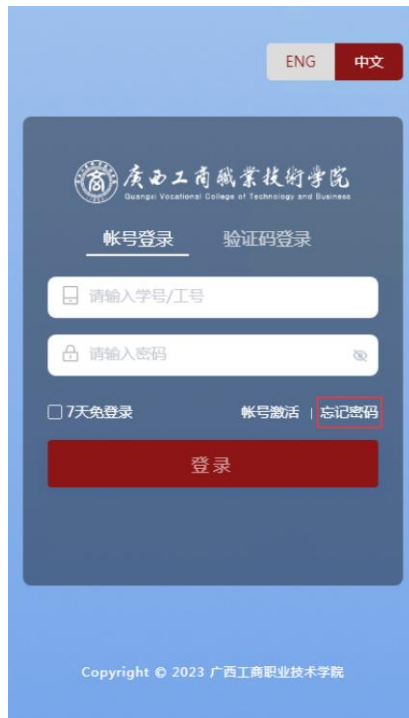 ENG 中文
广西工商职业技术学院
Guangxi Vocational College of Technology and Business
帐号登录 验证码登录
请输入学号/工号
请输入密码
7天免登录 帐号激活 | 忘记密码
登录
Copyright © 2023 广西工商职业技术学院